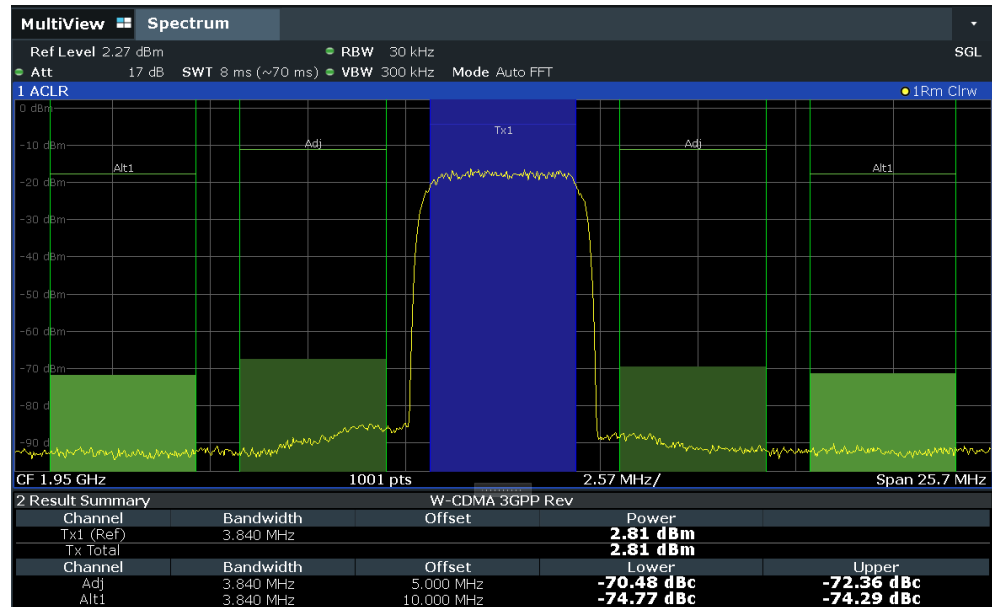 MultiView Spectrum
Ref Level 2.27 dBm RBW 30 kHz SGL
Att 17 dB SWT 8 ms (~70 ms) VBW 300 kHz Mode Auto FFT
1 ACLR 1Rm Clrw
0 dBm
Tx1
-10 dBm Adj Adj
Alt1 Alt1
-20 dBm
-30 dBm
-40 dBm
-50 dBm
-60 dBm
-70 dBm
-80 d
-90 d
CF 1.95 GHz 1001 pts 2.57 MHz/ Span 25.7 MHz
2 Result Summary W-CDMA 3GPP Rev
Channel Bandwidth Offset Power
Tx1 (Ref) 3.840 MHz 2.81 dBm
Tx Total 2.81 dBm
Channel Bandwidth Offset Lower Upper
Adj 3.840 MHz 5.000 MHz -70.48 dBc -72.36 dBc
Alt1 3.840 MHz 10.000 MHz -74.77 dBc -74.29 dBc